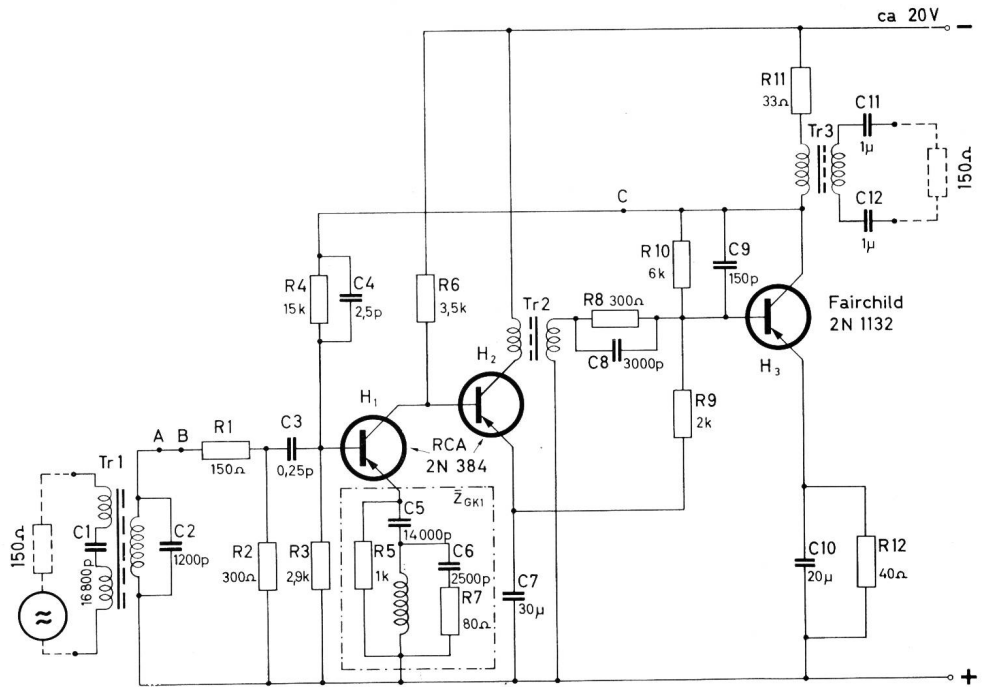 ca 20V −
R11
33Ω
C11
1µ
Tr3
150Ω
C12
1µ
C
R4
15k
C4
2,5p
R6
3,5k
Tr2
R8 300Ω
C8 3000p
R10
6k
C9
150p
Fairchild
2N 1132
H3
H1
H2
RCA
2N 384
R9
2k
A B
R1
150Ω
C3
0,25p
Tr1
150Ω
C1
16800p
C2
1200p
≈
R2
300Ω
R3
2,9k
Z̄GK1
C5
14000p
R5
1k
C6
2500p
R7
80Ω
C7
30µ
C10
20µ
R12
40Ω
+